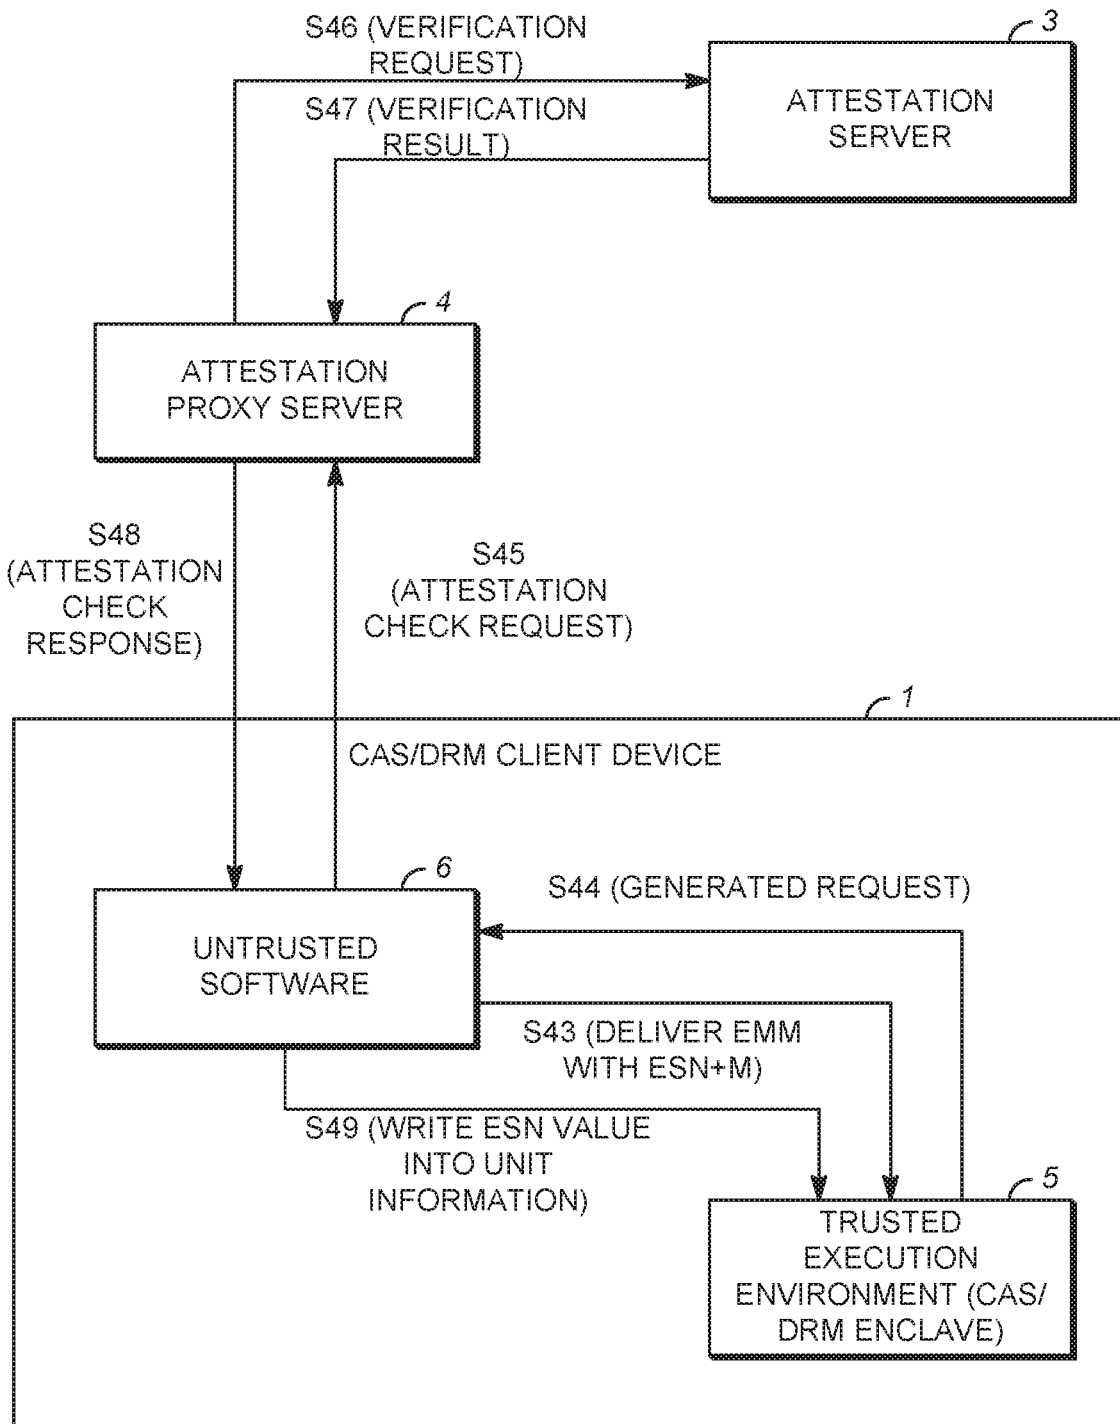 S46 (VERIFICATION
REQUEST)
3
ATTESTATION
SERVER
S47 (VERIFICATION
RESULT)
4
ATTESTATION
PROXY SERVER
S48
(ATTESTATION
CHECK
RESPONSE)
S45
(ATTESTATION
CHECK REQUEST)
1
CAS/DRM CLIENT DEVICE
6
UNTRUSTED
SOFTWARE
S44 (GENERATED REQUEST)
S43 (DELIVER EMM
WITH ESN+M)
S49 (WRITE ESN VALUE
INTO UNIT
INFORMATION)
5
TRUSTED
EXECUTION
ENVIRONMENT (CAS/
DRM ENCLAVE)